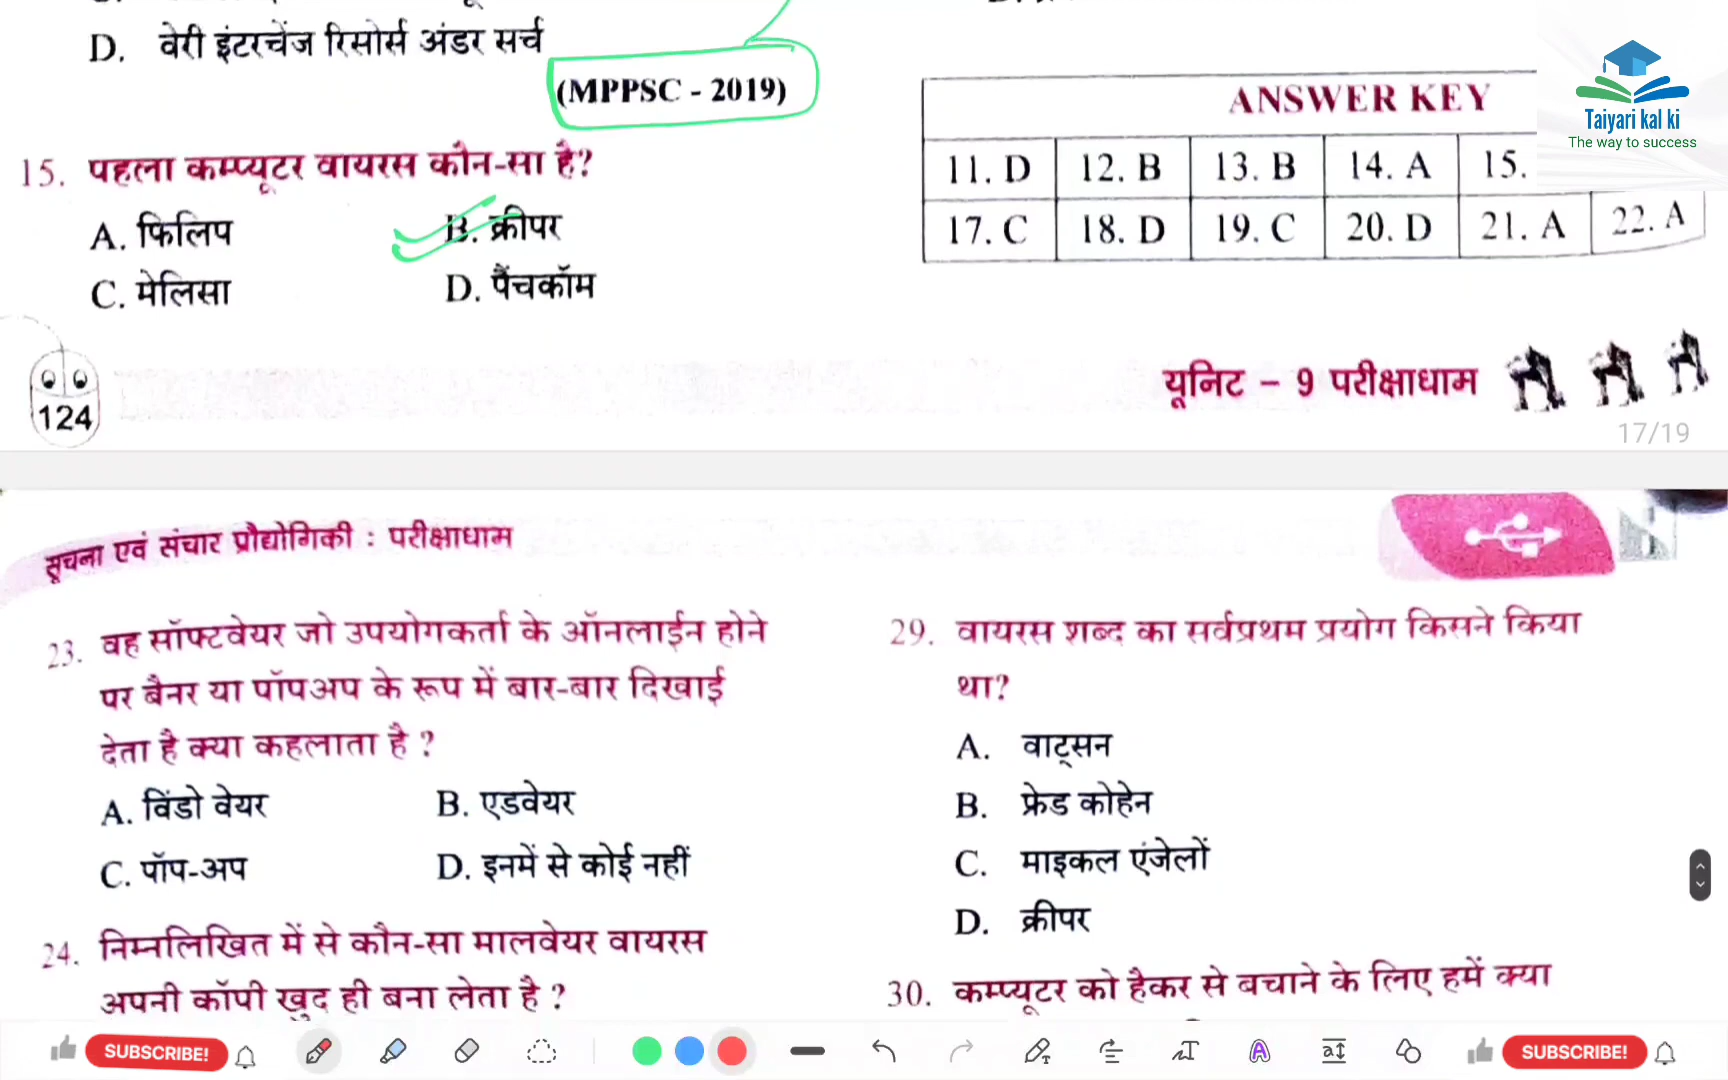 D. वेरी इंटरचेंज रिसोर्स अंडर सर्च
(MPPSC - 2019)
15. पहला कम्प्यूटर वायरस कौन-सा है?
A. फिलिप
B. क्रीपर
C. मेलिसा
D. पैंचकॉम
124
ANSWER KEY
11. D 12. B 13. B 14. A 15.
17. C 18. D 19. C 20. D 21. A 22. A
Taiyari kal ki
The way to success
यूनिट – 9 परीक्षाधाम
17/19
सूचना एवं संचार प्रौद्योगिकी : परीक्षाधाम
23. वह सॉफ्टवेयर जो उपयोगकर्ता के ऑनलाईन होने
पर बैनर या पॉपअप के रूप में बार-बार दिखाई
देता है क्या कहलाता है ?
A. विंडो वेयर
B. एडवेयर
C. पॉप-अप
D. इनमें से कोई नहीं
24. निम्नलिखित में से कौन-सा मालवेयर वायरस
अपनी कॉपी खुद ही बना लेता है ?
29. वायरस शब्द का सर्वप्रथम प्रयोग किसने किया
था?
A. वाट्सन
B. फ्रेड कोहेन
C. माइकल एंजेलों
D. क्रीपर
30. कम्प्यूटर को हैकर से बचाने के लिए हमें क्या
SUBSCRIBE!
SUBSCRIBE!